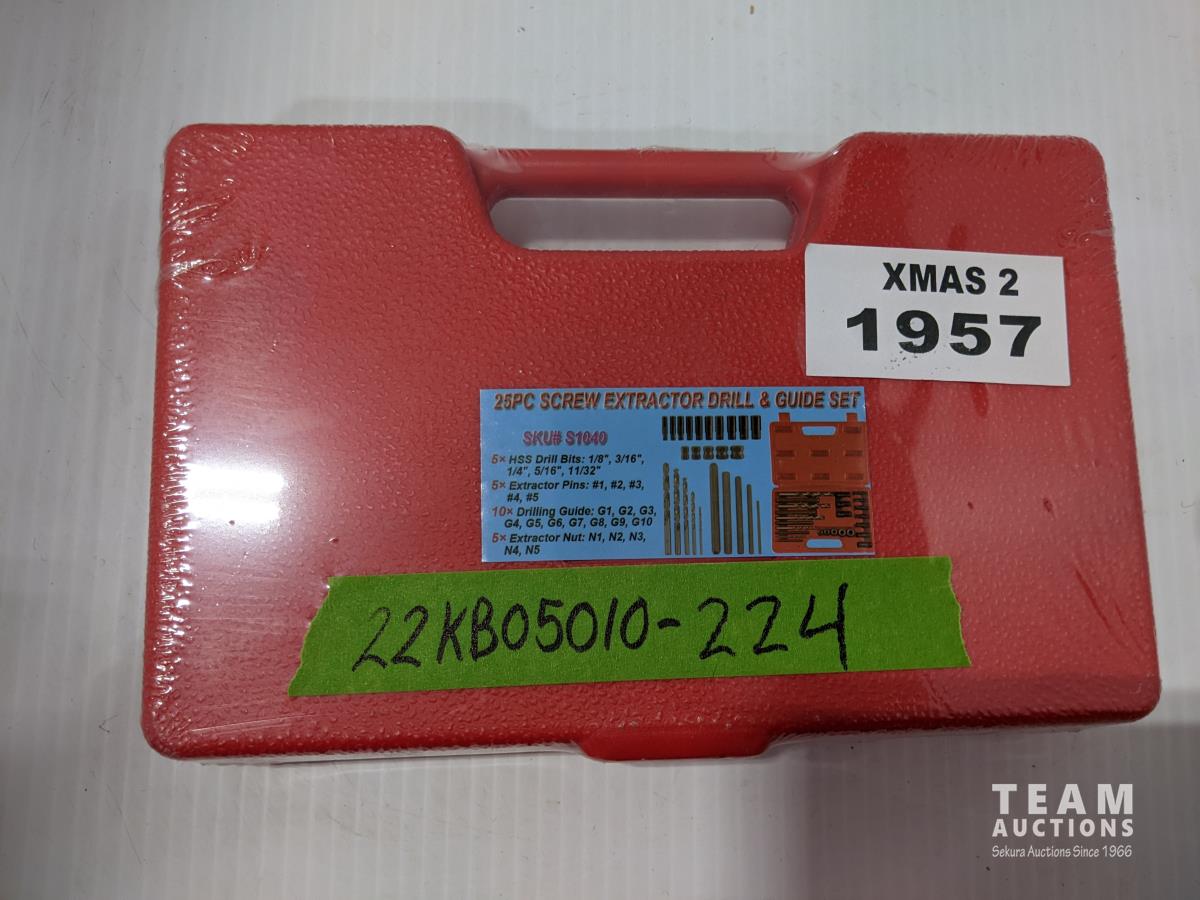 XMAS 2
1957
25PC SCREW EXTRACTOR DRILL & GUIDE SET
SKU# S1040
5× HSS Drill Bits: 1/8", 3/16",
1/4", 5/16", 11/32"
5× Extractor Pins: #1, #2, #3,
#4, #5
10× Drilling Guide: G1, G2, G3,
G4, G5, G6, G7, G8, G9, G10
5× Extractor Nut: N1, N2, N3,
N4, N5
22KB05010-224
TEAM
AUCTIONS
Sekura Auctions Since 1966